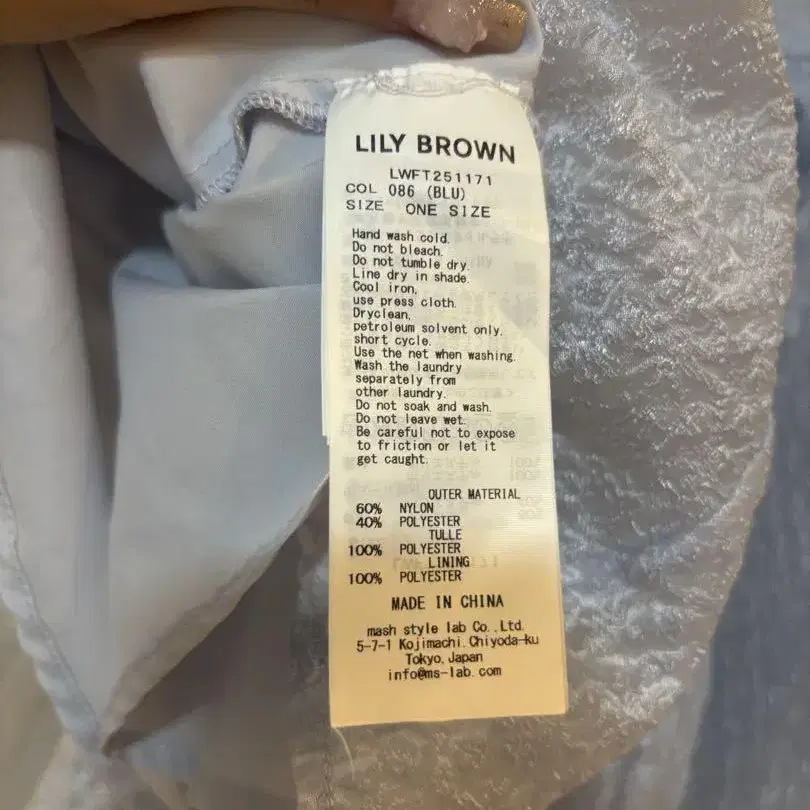 LILY BROWN
LWFT251171
COL 086 (BLU)
SIZE ONE SIZE
Hand wash cold.
Do not bleach.
Do not tumble dry.
Line dry in shade.
Cool iron,
use press cloth.
Dryclean,
petroleum solvent only.
short cycle.
Use the net when washing.
Wash the laundry
separately from
other laundry.
Do not soak and wash.
Do not leave wet.
Be careful not to expose
to friction or let it
get caught.
OUTER MATERIAL
60% NYLON
40% POLYESTER
TULLE
100% POLYESTER
LINING
100% POLYESTER
MADE IN CHINA
mash style lab Co.,Ltd.
5-7-1 Kojimachi.Chiyoda-ku
Tokyo,Japan
info@ms-lab.com